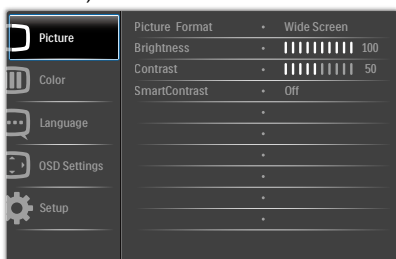 Picture
Color
Language
OSD Settings
Setup
Picture Format • Wide Screen
Brightness • 100
Contrast • 50
SmartContrast • Off